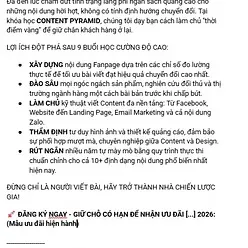 Đã đến lúc chấm dứt tình trạng lãng phí ngân sách quảng cáo cho
những nội dung hời hợt, không có tính định hướng chuyển đổi. Tại
khóa học CONTENT PYRAMID, chúng tôi dạy bạn cách làm chủ "thời
điểm vàng" để giữ chân khách hàng ở lại.
LỢI ÍCH ĐỘT PHÁ SAU 9 BUỔI HỌC CƯỜNG ĐỘ CAO:
• XÂY DỰNG nội dung Fanpage dựa trên các chỉ số đo lường
thực tế để tối ưu bài viết đạt hiệu quả chuyển đổi cao nhất.
• ĐÀO SÂU mọi ngóc ngách sản phẩm, nghiên cứu đối thủ và thị
trường ngành hàng một cách bài bản trước khi chấp bút.
• LÀM CHỦ kỹ thuật viết Content đa nền tảng: Từ Facebook,
Website đến Landing Page, Email Marketing và cả nội dung
Zalo.
• THẨM ĐỊNH tư duy hình ảnh và thiết kế quảng cáo, đảm bảo
sự phối hợp mượt mà, chuyên nghiệp giữa Content và Design.
• RÚT NGẮN nhiều năm tự mày mò bằng quy trình thực thi
chuẩn chỉnh cho cả 10+ định dạng nội dung phổ biến nhất
hiện nay.
ĐỪNG CHỈ LÀ NGƯỜI VIẾT BÀI, HÃY TRỞ THÀNH NHÀ CHIẾN LƯỢC
GIA!
🚀 [ĐĂNG KÝ NGAY - GIỮ CHỖ CÓ HẠN ĐỂ NHẬN ƯU ĐÃI [...] 2026:
(Mẫu ưu đãi hiện hành)